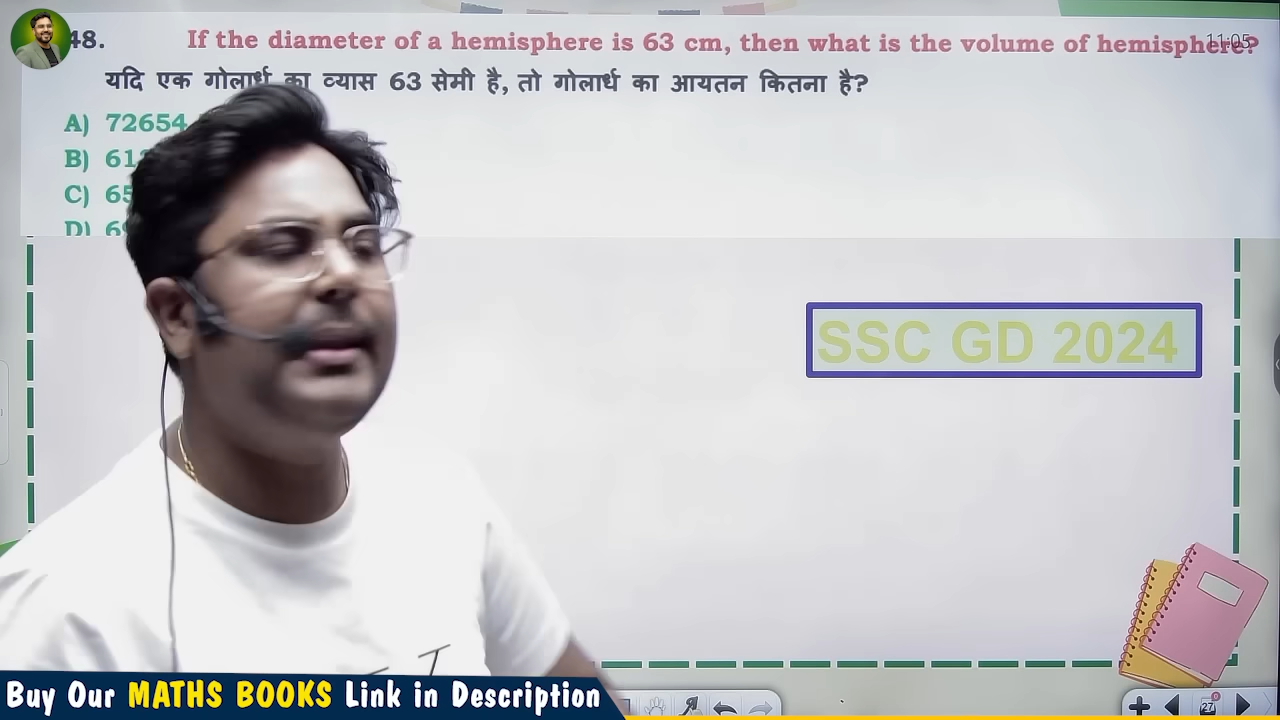 48.
If the diameter of a hemisphere is 63 cm, then what is the volume of hemisphere?
11:05
यदि एक गोलार्ध का व्यास 63 सेमी है, तो गोलार्ध का आयतन कितना है?
A) 72654
B)
C)
D)
SSC GD 2024
27
Buy Our MATHS BOOKS Link in Description